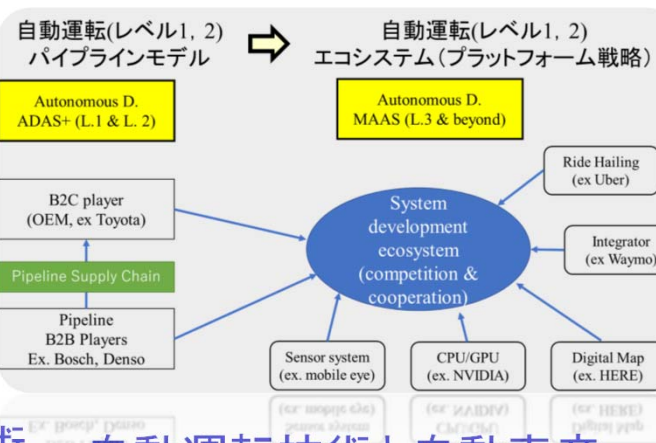 自動運転(レベル1, 2)
パイプラインモデル
自動運転(レベル1, 2)
エコシステム(プラットフォーム戦略)
Autonomous D.
ADAS+ (L.1 & L. 2)
Autonomous D.
MAAS (L.3 & beyond)
B2C player
(OEM, ex Toyota)
Pipeline Supply Chain
Pipeline
B2B Players
Ex. Bosch, Denso
System
development
ecosystem
(competition &
cooperation)
Ride Hailing
(ex Uber)
Integrator
(ex Waymo)
Sensor system
(ex. mobile eye)
CPU/GPU
(ex. NVIDIA)
Digital Map
(ex. HERE)